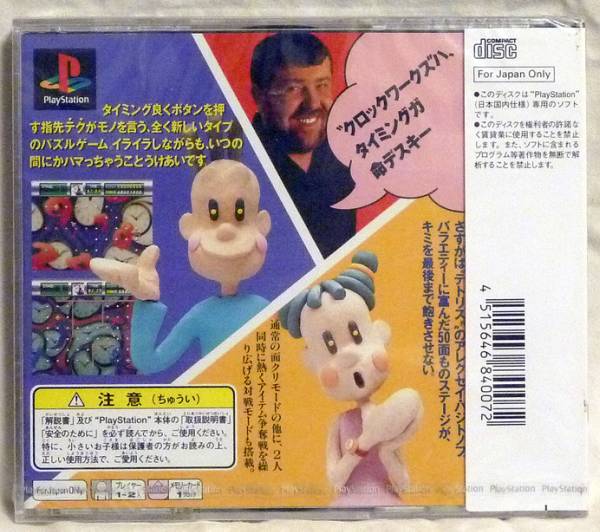 PlayStation
タイミング良くボタンを押
す指先テクがモノを言う、全く新しいタイプ
のパズルゲーム イライラしながらも、いつの
間にかハマっちゃうことうけあいです
"クロックワークス"ハ、
タイミングガ
命デスキー
さすがは"テトリス"のアレクセイ・パジトノフ。
バラエティーに富んだ50面ものステージが、
キミを最後まで飽きさせない。
通常の面クリモードの他に、2人
同時に熱くアイテム争奪戦を繰
り広げる対戦モードも搭載。
COMPACT
disc
For Japan Only
●このディスクは"PlayStation"
(日本国内仕様)専用のソフト
です。
●このディスクを権利者の許諾な
く賃貸業に使用することを禁止
します。また、ソフトに含まれる
プログラム等著作物を無断で解
析することを禁止します。
4 515646 840072
注意(ちゅうい)
「解説書」及び"PlayStation"本体の「取扱説明書」
「安全のために」を必ず読んでから、ご使用ください。
特に、小さいお子様は保護者の方がお読みの上、
正しい使用方法で、ご愛用ください。
For Japan Only
プレイヤー
1~2人
メモリーカード
PlayStation PlayStation PlayStation